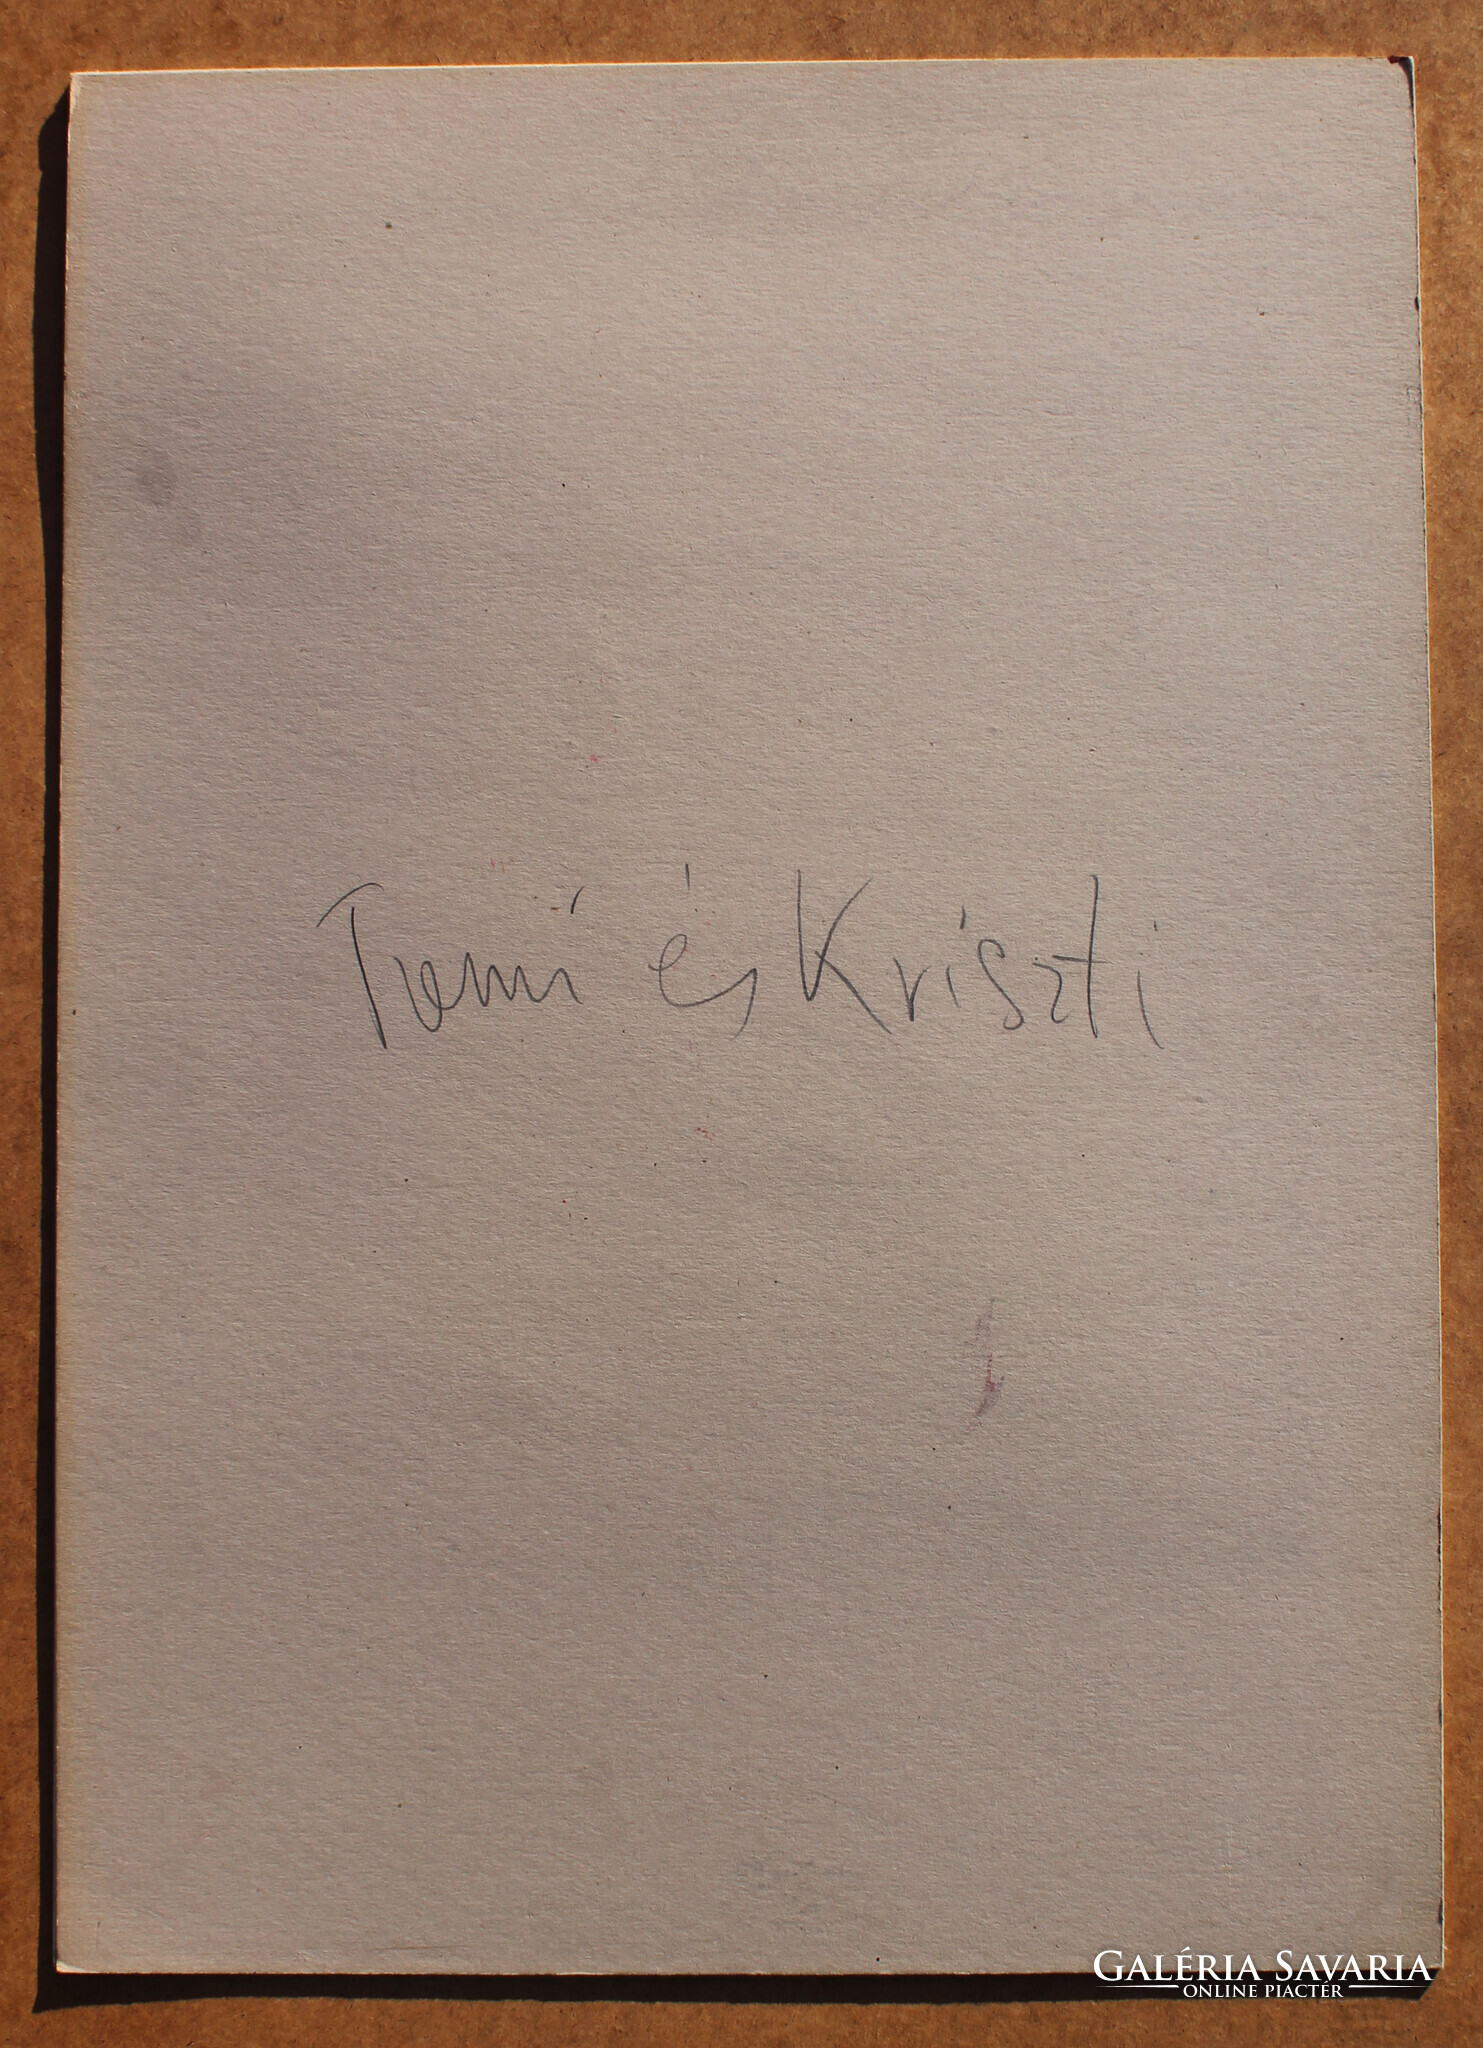 Tomi és Kriszti
GALÉRIA SAVARIA
ONLINE PIACTÉR